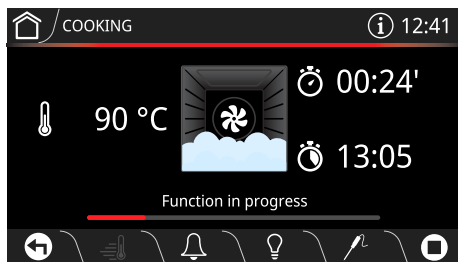 COOKING
i 12:41
00:24'
90 °C
13:05
Function in progress